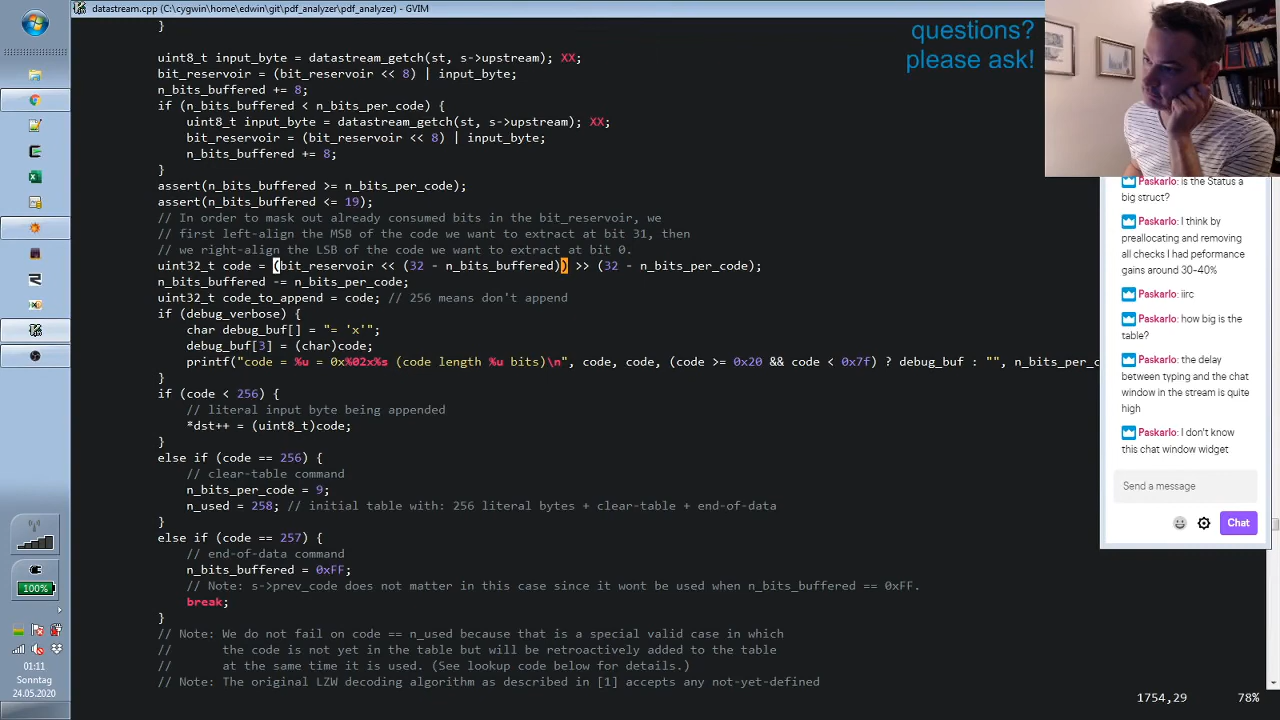 datastream.cpp (C:\cygwin\home\edwin\git\pdf_analyzer\pdf_analyzer) - GVIM
}
uint8_t input_byte = datastream_getch(st, s->upstream); XX;
bit_reservoir = (bit_reservoir << 8) | input_byte;
n_bits_buffered += 8;
if (n_bits_buffered < n_bits_per_code) {
uint8_t input_byte = datastream_getch(st, s->upstream); XX;
bit_reservoir = (bit_reservoir << 8) | input_byte;
n_bits_buffered += 8;
}
assert(n_bits_buffered >= n_bits_per_code);
assert(n_bits_buffered <= 19);
// In order to mask out already consumed bits in the bit_reservoir, we
// first left-align the MSB of the code we want to extract at bit 31, then
// we right-align the LSB of the code we want to extract at bit 0.
uint32_t code = (bit_reservoir << (32 - n_bits_buffered)) >> (32 - n_bits_per_code);
n_bits_buffered -= n_bits_per_code;
uint32_t code_to_append = code; // 256 means don't append
if (debug_verbose) {
char debug_buf[] = "= 'x'";
debug_buf[3] = (char)code;
printf("code = %u = 0x%02x%s (code length %u bits)\n", code, code, (code >= 0x20 && code < 0x7f) ? debug_buf : "", n_bits_per_c
}
if (code < 256) {
// literal input byte being appended
*dst++ = (uint8_t)code;
}
else if (code == 256) {
// clear-table command
n_bits_per_code = 9;
n_used = 258; // initial table with: 256 literal bytes + clear-table + end-of-data
}
else if (code == 257) {
// end-of-data command
n_bits_buffered = 0xFF;
// Note: s->prev_code does not matter in this case since it wont be used when n_bits_buffered == 0xFF.
break;
}
// Note: We do not fail on code == n_used because that is a special valid case in which
// the code is not yet in the table but will be retroactively added to the table
// at the same time it is used. (See lookup code below for details.)
// Note: The original LZW decoding algorithm as described in [1] accepts any not-yet-defined
1754,29 78%
questions?
please ask!
Paskarlo: is the Status a
big struct?
Paskarlo: I think by
preallocating and removing
all checks I had peformance
gains around 30-40%
Paskarlo: iirc
Paskarlo: how big is the
table?
Paskarlo: the delay
between typing and the chat
window in the stream is quite
high
Paskarlo: I don't know
this chat window widget
Send a message
Chat
100%
01:11
Sonntag
24.05.2020